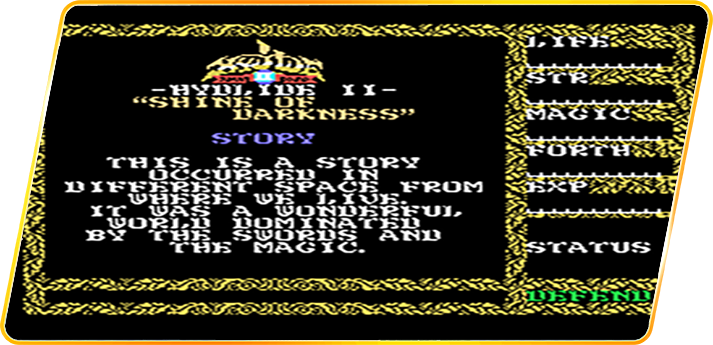 II
-HYDLIDE II-
"SHINE OF
DARKNESS"
STORY
THIS IS A STORY
OCCURRED IN
DIFFERENT SPACE FROM
WHERE WE LIVE.
IT WAS A WONDERFUL
WORLD DOMINATED
BY THE SWORDS AND
THE MAGIC.
LIFE
STR
MAGIC
FORTH
EXP
STATUS
DEFEND